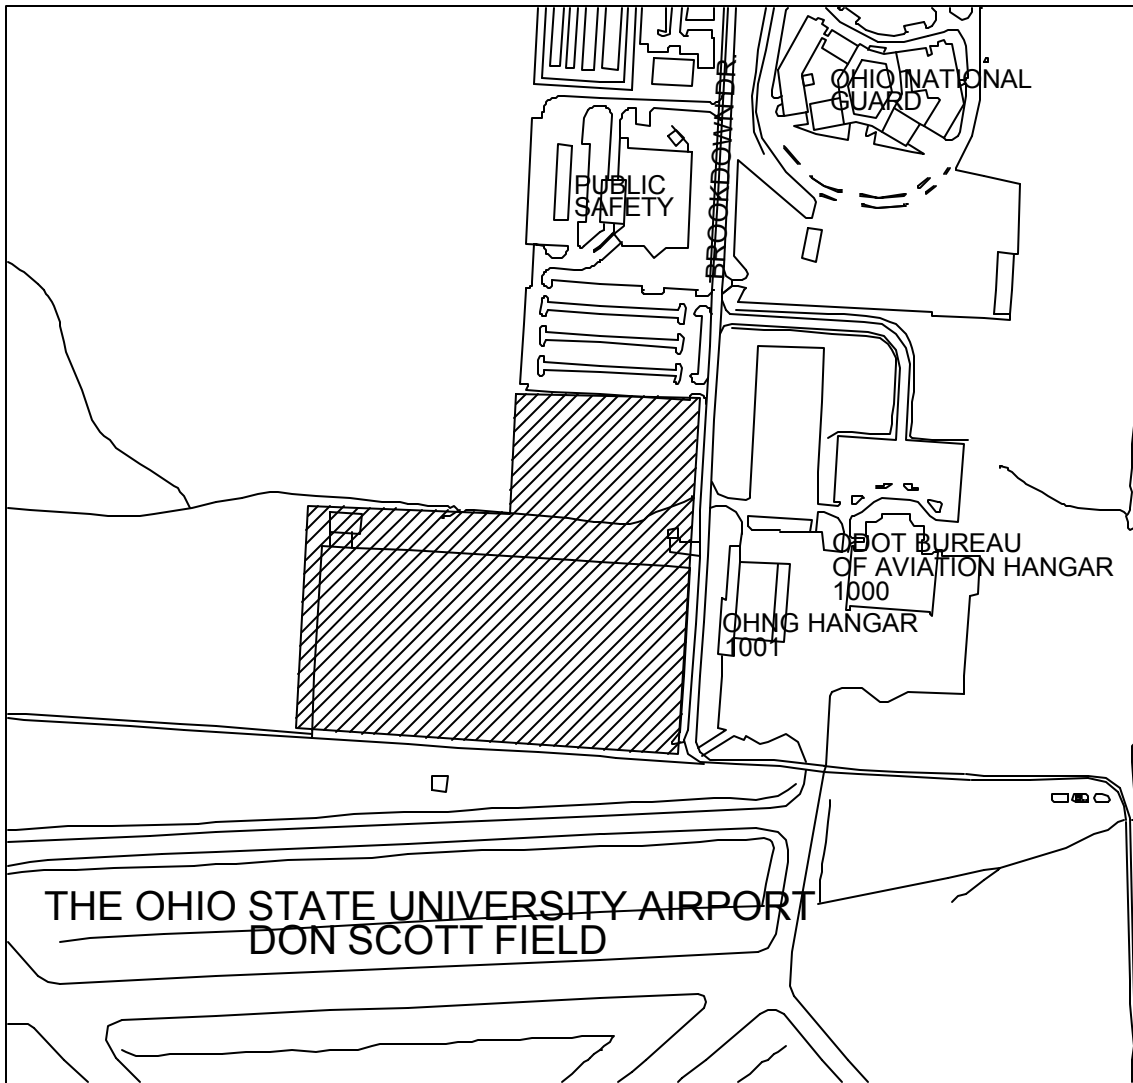 OHIO NATIONAL
GUARD
BROOKDOWN DR.
PUBLIC
SAFETY
ODOT BUREAU
OF AVIATION HANGAR
1000
OHNG HANGAR
1001
THE OHIO STATE UNIVERSITY AIRPORT
DON SCOTT FIELD